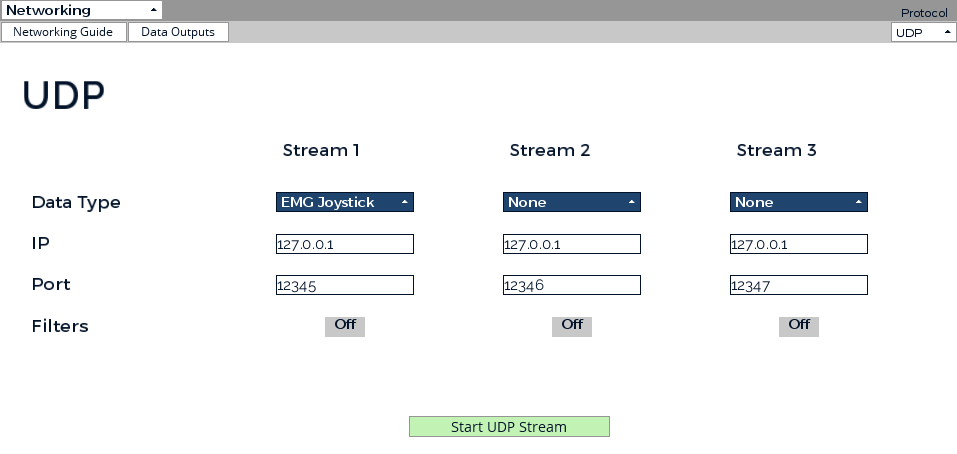 Networking
Protocol
Networking Guide Data Outputs UDP
UDP
Stream 1 Stream 2 Stream 3
Data Type EMG Joystick None None
IP 127.0.0.1 127.0.0.1 127.0.0.1
Port 12345 12346 12347
Filters Off Off Off
Start UDP Stream